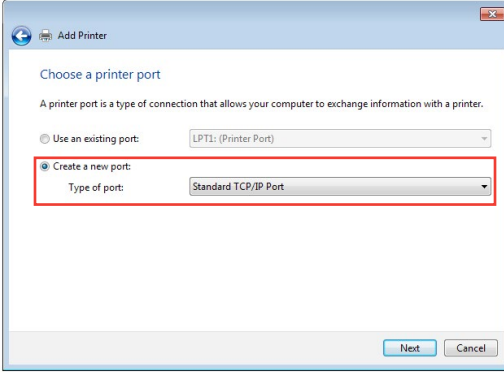 Add Printer
Choose a printer port
A printer port is a type of connection that allows your computer to exchange information with a printer.
Use an existing port: LPT1: (Printer Port)
Create a new port:
Type of port: Standard TCP/IP Port
Next Cancel